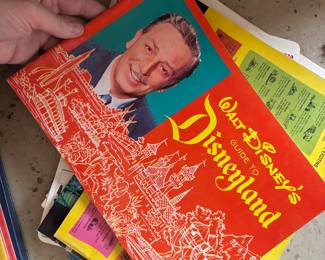 WALT DISNEY'S
GUIDE TO
Disneyland